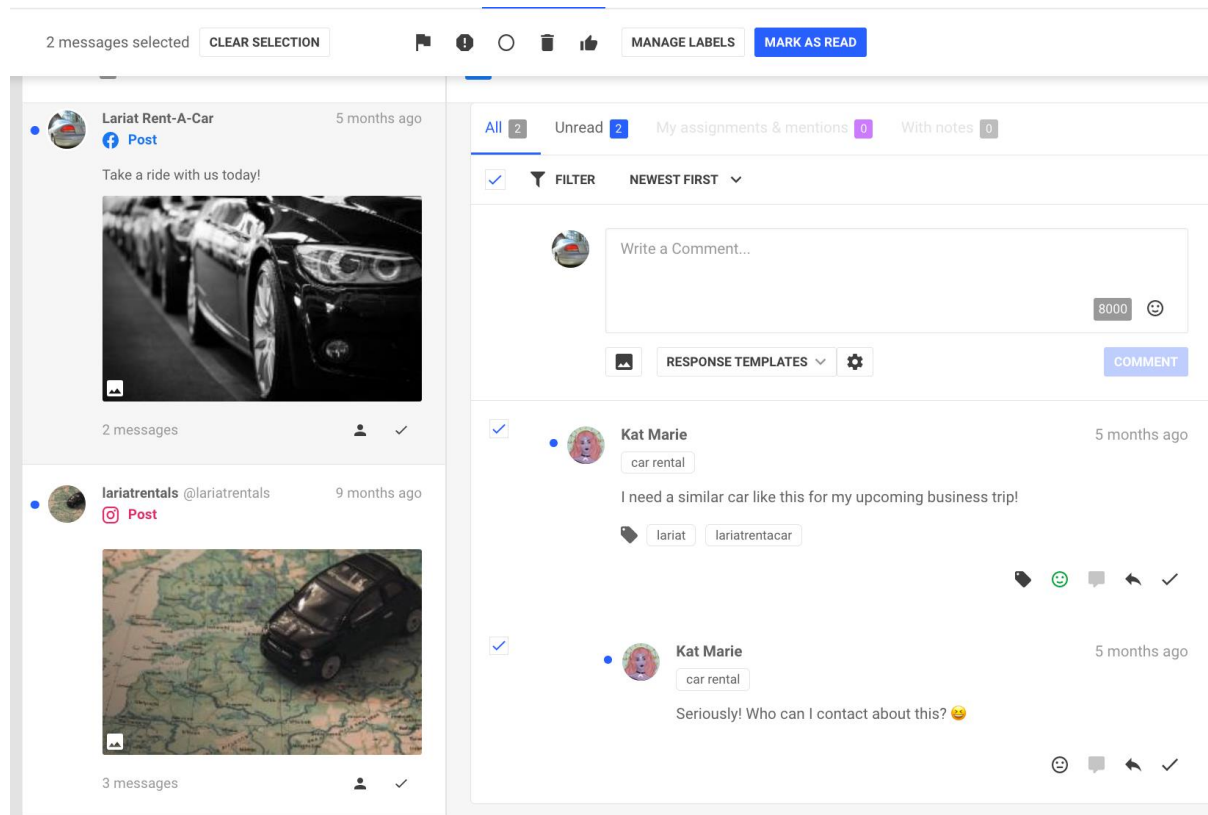 2 messages selected CLEAR SELECTION MANAGE LABELS MARK AS READ
Lariat Rent-A-Car 5 months ago
Post
Take a ride with us today!
2 messages
lariatrentals @lariatrentals 9 months ago
Post
3 messages
All 2 Unread 2 My assignments & mentions 0 With notes 0
FILTER NEWEST FIRST
Write a Comment...
8000
RESPONSE TEMPLATES COMMENT
Kat Marie 5 months ago
car rental
I need a similar car like this for my upcoming business trip!
lariat lariatrentacar
Kat Marie 5 months ago
car rental
Seriously! Who can I contact about this? 😆